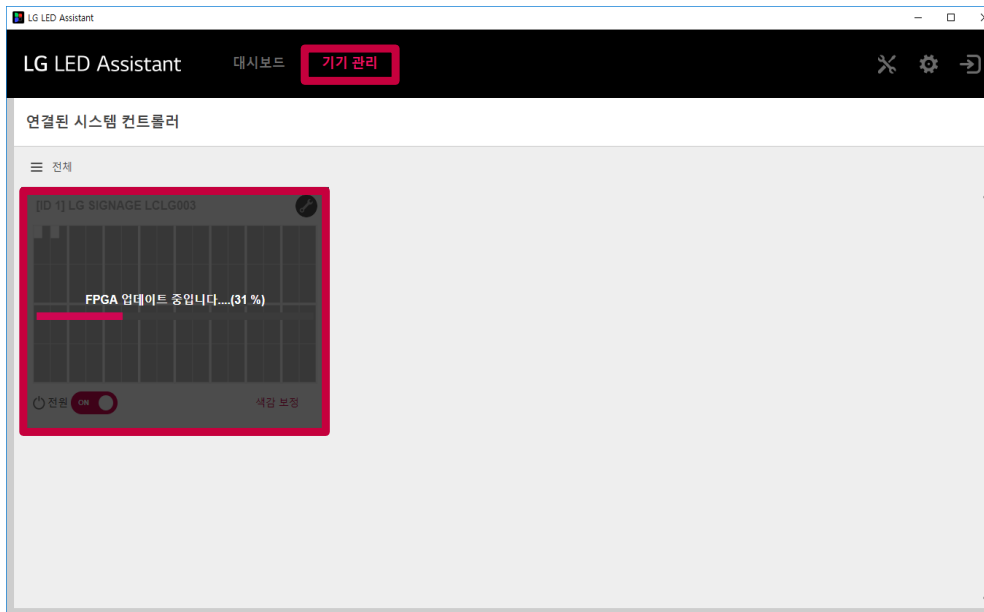 LG LED Assistant
LG LED Assistant 대시보드 기기 관리
연결된 시스템 컨트롤러
전체
[ID 1] LG SIGNAGE LCLG003
FPGA 업데이트 중입니다....(31 %)
전원 ON 색감 보정